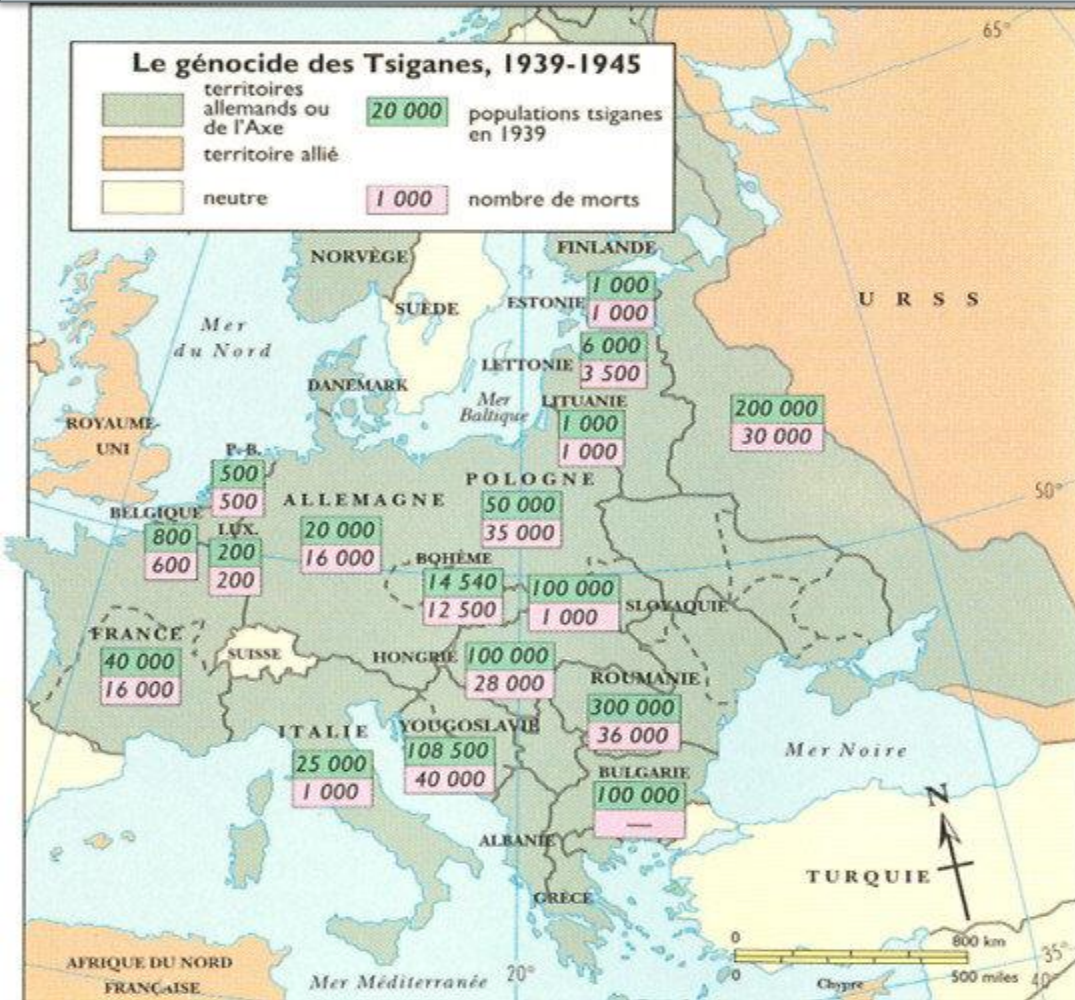 Le génocide des Tsiganes, 1939-1945
territoires
allemands ou
de l'Axe
20 000
populations tsiganes
en 1939
territoire allié
neutre
1 000
nombre de morts
65°
NORVÈGE
FINLANDE
SUÈDE
ESTONIE
1 000
1 000
URSS
Mer
du Nord
LETTONIE
6 000
3 500
DANEMARK
Mer
Baltique
LITUANIE
1 000
1 000
200 000
30 000
ROYAUME-
UNI
P.-B.
500
500
POLOGNE
50 000
35 000
50°
ALLEMAGNE
20 000
16 000
BELGIQUE
800
600
LUX.
200
200
BOHÈME
14 540
12 500
100 000
1 000
SLOVAQUIE
FRANCE
40 000
16 000
SUISSE
HONGRIE
100 000
28 000
ROUMANIE
300 000
36 000
ITALIE
25 000
1 000
YOUGOSLAVIE
108 500
40 000
Mer Noire
BULGARIE
100 000
—
N
ALBANIE
TURQUIE
GRÈCE
0
800 km
0
500 miles
AFRIQUE DU NORD
FRANÇAISE
Mer Méditerranée
20°
Chypre
35°
40°